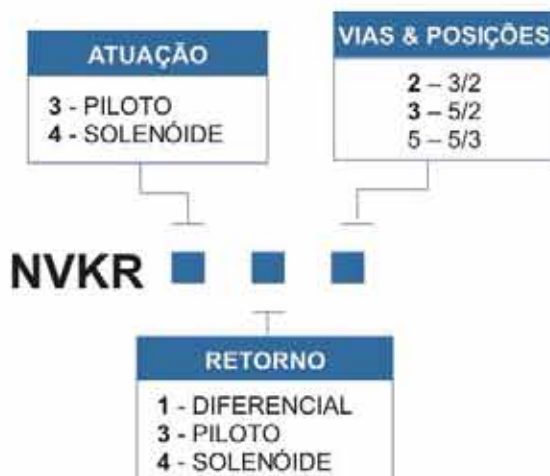 ATUAÇÃO
3 - PILOTO
4 - SOLENÓIDE
VIAS & POSIÇÕES
2 – 3/2
3 – 5/2
5 – 5/3
NVKR
RETORNO
1 - DIFERENCIAL
3 - PILOTO
4 - SOLENÓIDE